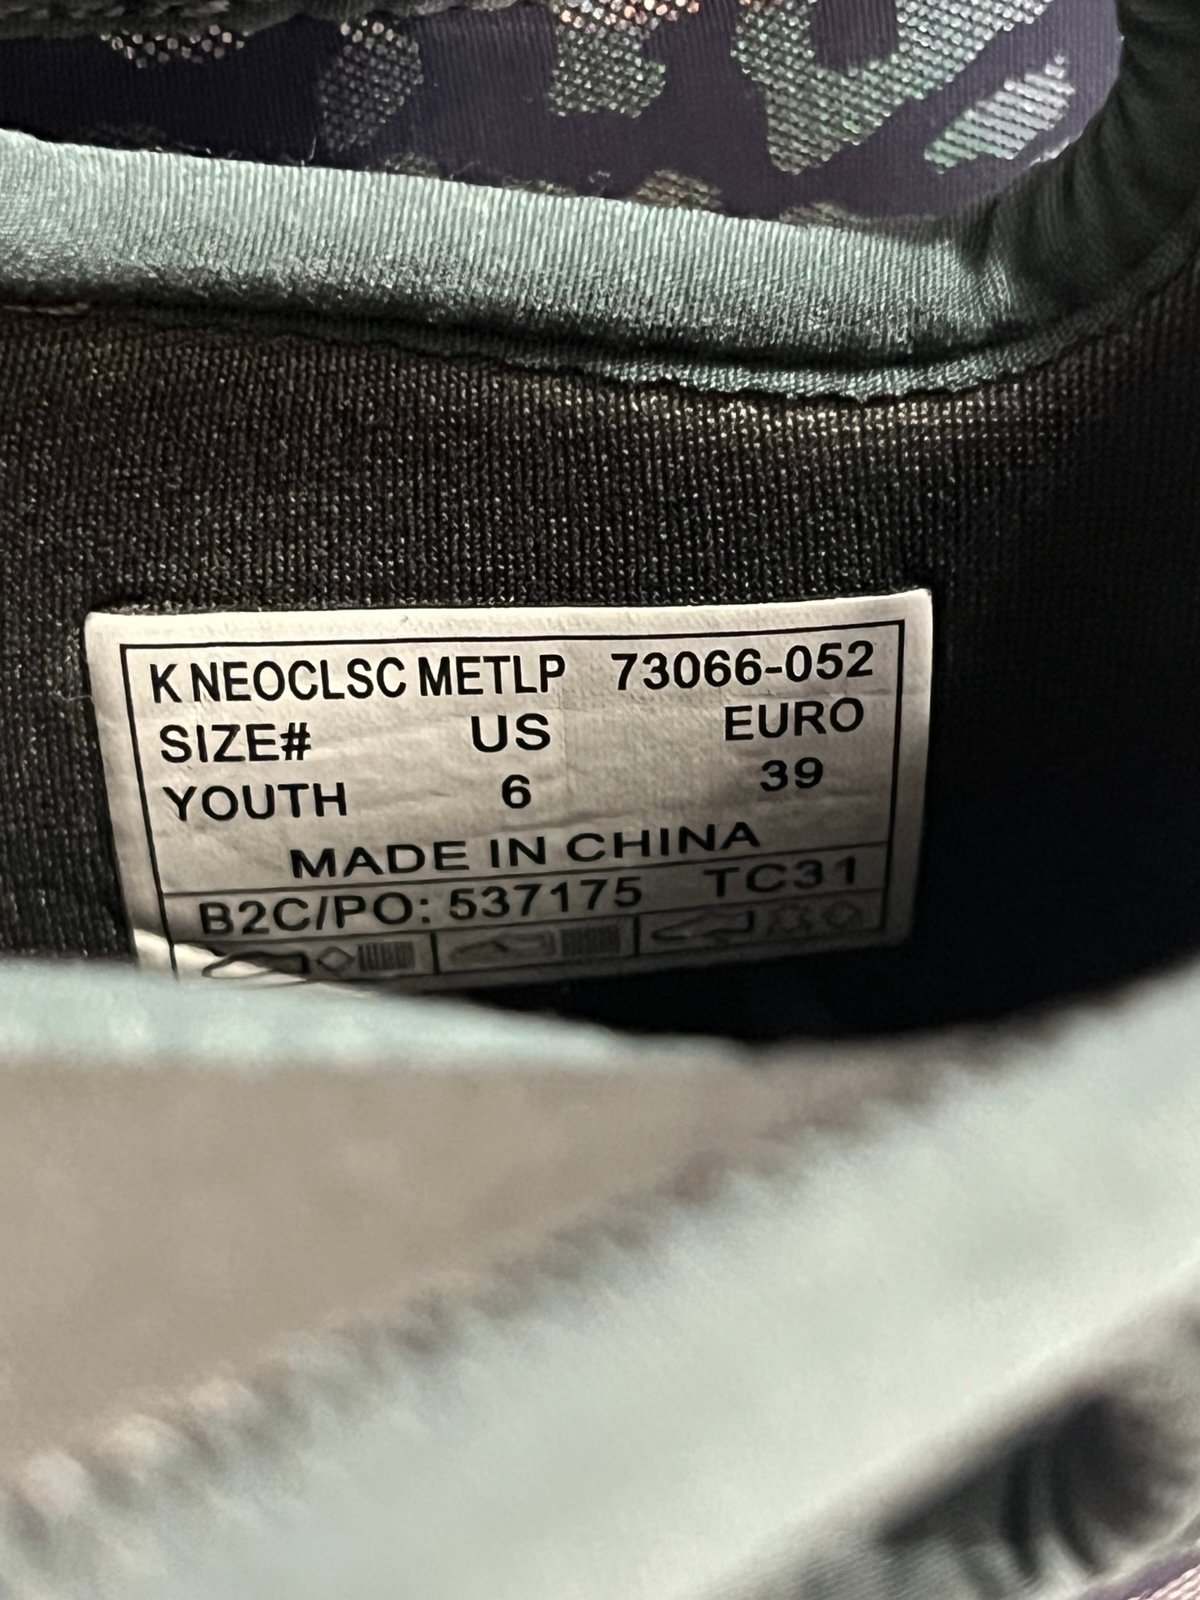 K NEOCLSC METLP 73066-052
SIZE# US EURO
YOUTH 6 39
MADE IN CHINA
B2C/PO: 537175 TC31